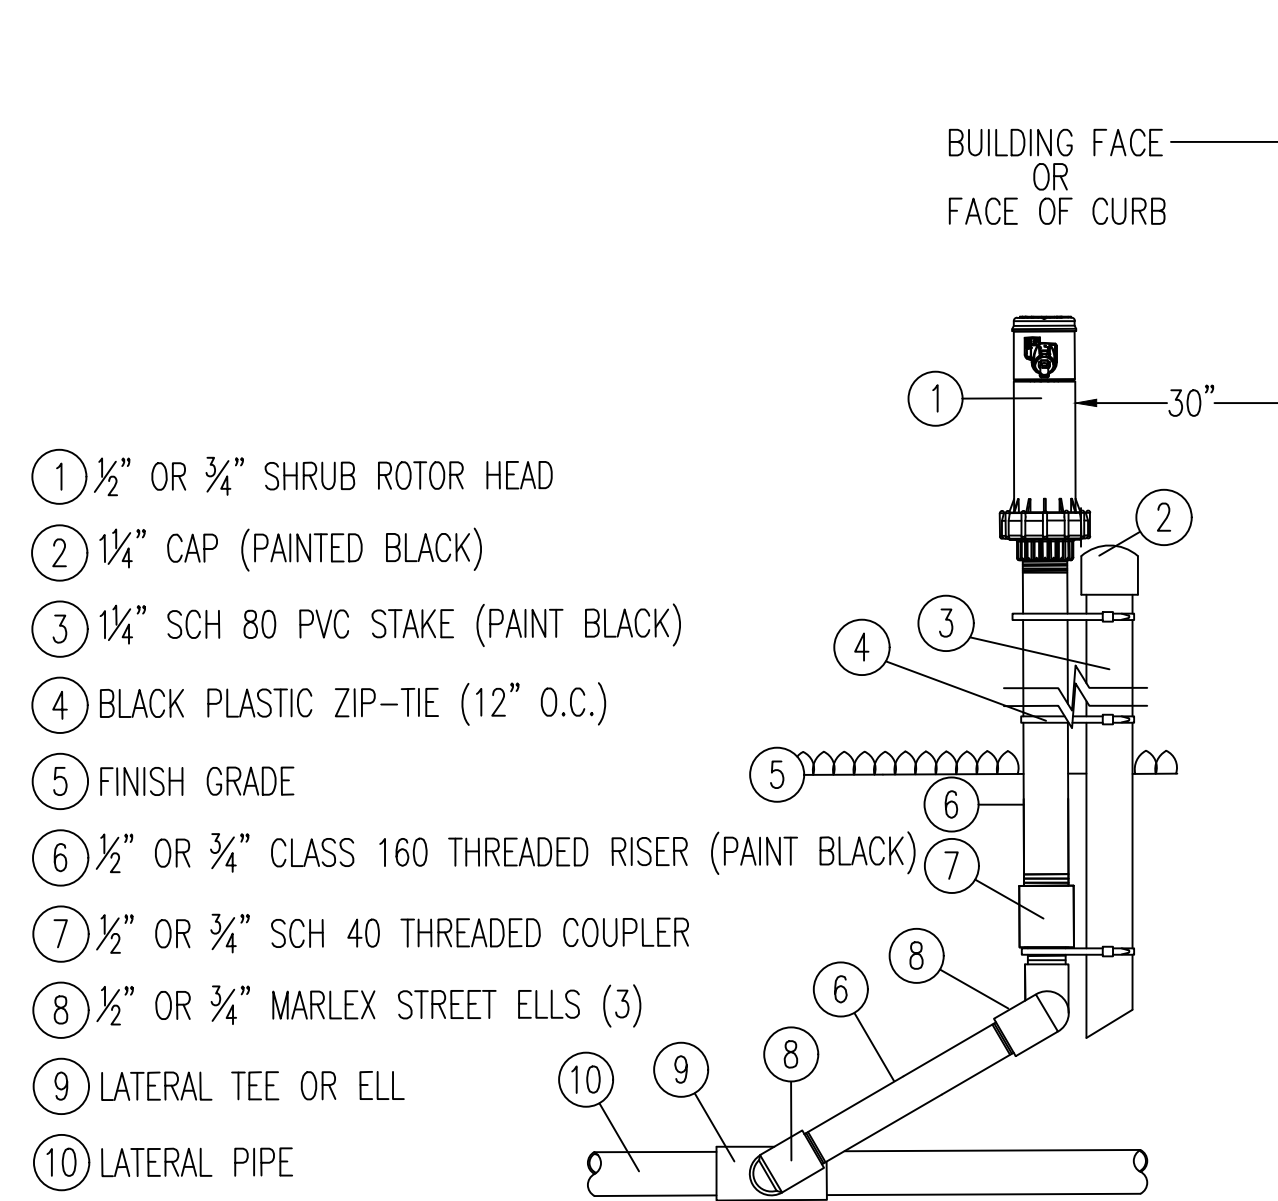 BUILDING FACE
OR
FACE OF CURB
1
30”
1 ½” OR ¾” SHRUB ROTOR HEAD
2
2 1¼” CAP (PAINTED BLACK)
3 1¼” SCH 80 PVC STAKE (PAINT BLACK)
3
4
4 BLACK PLASTIC ZIP-TIE (12” O.C.)
5 FINISH GRADE
5
6
6 ½” OR ¾” CLASS 160 THREADED RISER (PAINT BLACK)
7
7 ½” OR ¾” SCH 40 THREADED COUPLER
8
6
8 ½” OR ¾” MARLEX STREET ELLS (3)
8
9
10
9 LATERAL TEE OR ELL
10 LATERAL PIPE